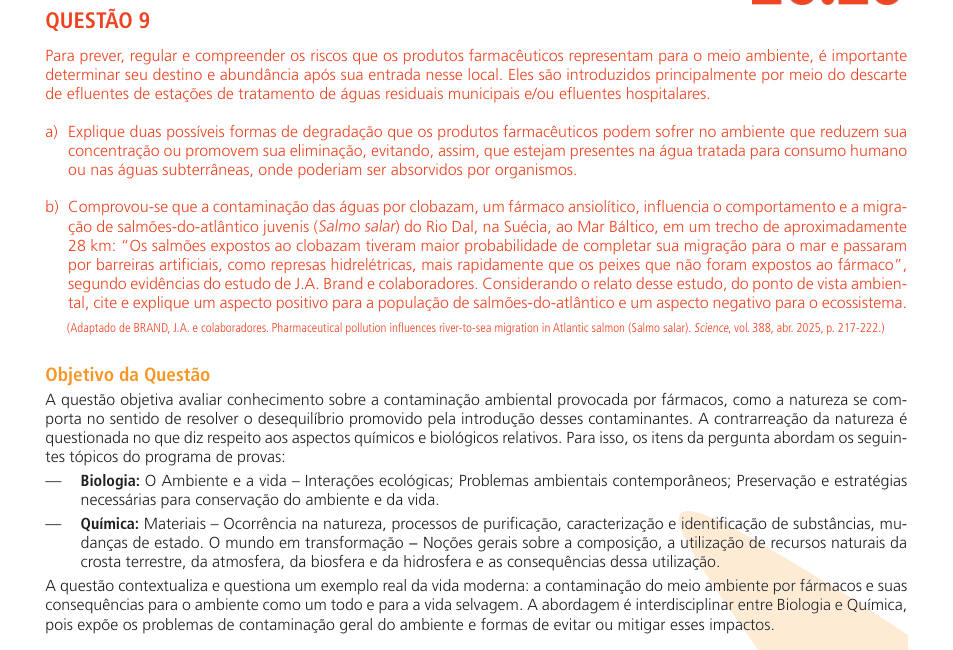 QUESTÃO 9
Para prever, regular e compreender os riscos que os produtos farmacêuticos representam para o meio ambiente, é importante
determinar seu destino e abundância após sua entrada nesse local. Eles são introduzidos principalmente por meio do descarte
de efluentes de estações de tratamento de águas residuais municipais e/ou efluentes hospitalares.
a) Explique duas possíveis formas de degradação que os produtos farmacêuticos podem sofrer no ambiente que reduzem sua
concentração ou promovem sua eliminação, evitando, assim, que estejam presentes na água tratada para consumo humano
ou nas águas subterrâneas, onde poderiam ser absorvidos por organismos.
b) Comprovou-se que a contaminação das águas por clobazam, um fármaco ansiolítico, influencia o comportamento e a migra-
ção de salmões-do-atlântico juvenis (Salmo salar) do Rio Dal, na Suécia, ao Mar Báltico, em um trecho de aproximadamente
28 km: “Os salmões expostos ao clobazam tiveram maior probabilidade de completar sua migração para o mar e passaram
por barreiras artificiais, como represas hidrelétricas, mais rapidamente que os peixes que não foram expostos ao fármaco”,
segundo evidências do estudo de J.A. Brand e colaboradores. Considerando o relato desse estudo, do ponto de vista ambien-
tal, cite e explique um aspecto positivo para a população de salmões-do-atlântico e um aspecto negativo para o ecossistema.
(Adaptado de BRAND, J.A. e colaboradores. Pharmaceutical pollution influences river-to-sea migration in Atlantic salmon (Salmo salar). Science, vol. 388, abr. 2025, p. 217-222.)
Objetivo da Questão
A questão objetiva avaliar conhecimento sobre a contaminação ambiental provocada por fármacos, como a natureza se com-
porta no sentido de resolver o desequilíbrio promovido pela introdução desses contaminantes. A contrarreação da natureza é
questionada no que diz respeito aos aspectos químicos e biológicos relativos. Para isso, os itens da pergunta abordam os seguin-
tes tópicos do programa de provas:
— Biologia: O Ambiente e a vida – Interações ecológicas; Problemas ambientais contemporâneos; Preservação e estratégias
necessárias para conservação do ambiente e da vida.
— Química: Materiais – Ocorrência na natureza, processos de purificação, caracterização e identificação de substâncias, mu-
danças de estado. O mundo em transformação – Noções gerais sobre a composição, a utilização de recursos naturais da
crosta terrestre, da atmosfera, da biosfera e da hidrosfera e as consequências dessa utilização.
A questão contextualiza e questiona um exemplo real da vida moderna: a contaminação do meio ambiente por fármacos e suas
consequências para o ambiente como um todo e para a vida selvagem. A abordagem é interdisciplinar entre Biologia e Química,
pois expõe os problemas de contaminação geral do ambiente e formas de evitar ou mitigar esses impactos.